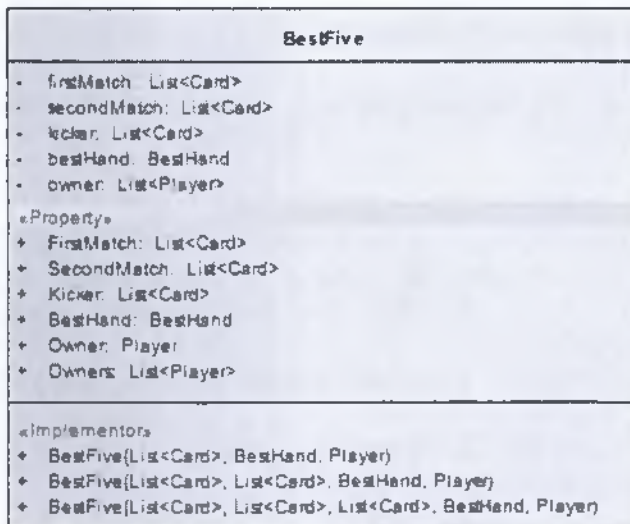 BestFive
- firstMatch: List<Card>
- secondMatch: List<Card>
- kicker: List<Card>
- bestHand: BestHand
- owner: List<Player>
«Property»
+ FirstMatch: List<Card>
+ SecondMatch: List<Card>
+ Kicker: List<Card>
+ BestHand: BestHand
+ Owner: Player
+ Owners: List<Player>
«Implementor»
+ BestFive(List<Card>, BestHand, Player)
+ BestFive(List<Card>, List<Card>, BestHand, Player)
+ BestFive(List<Card>, List<Card>, List<Card>, BestHand, Player)